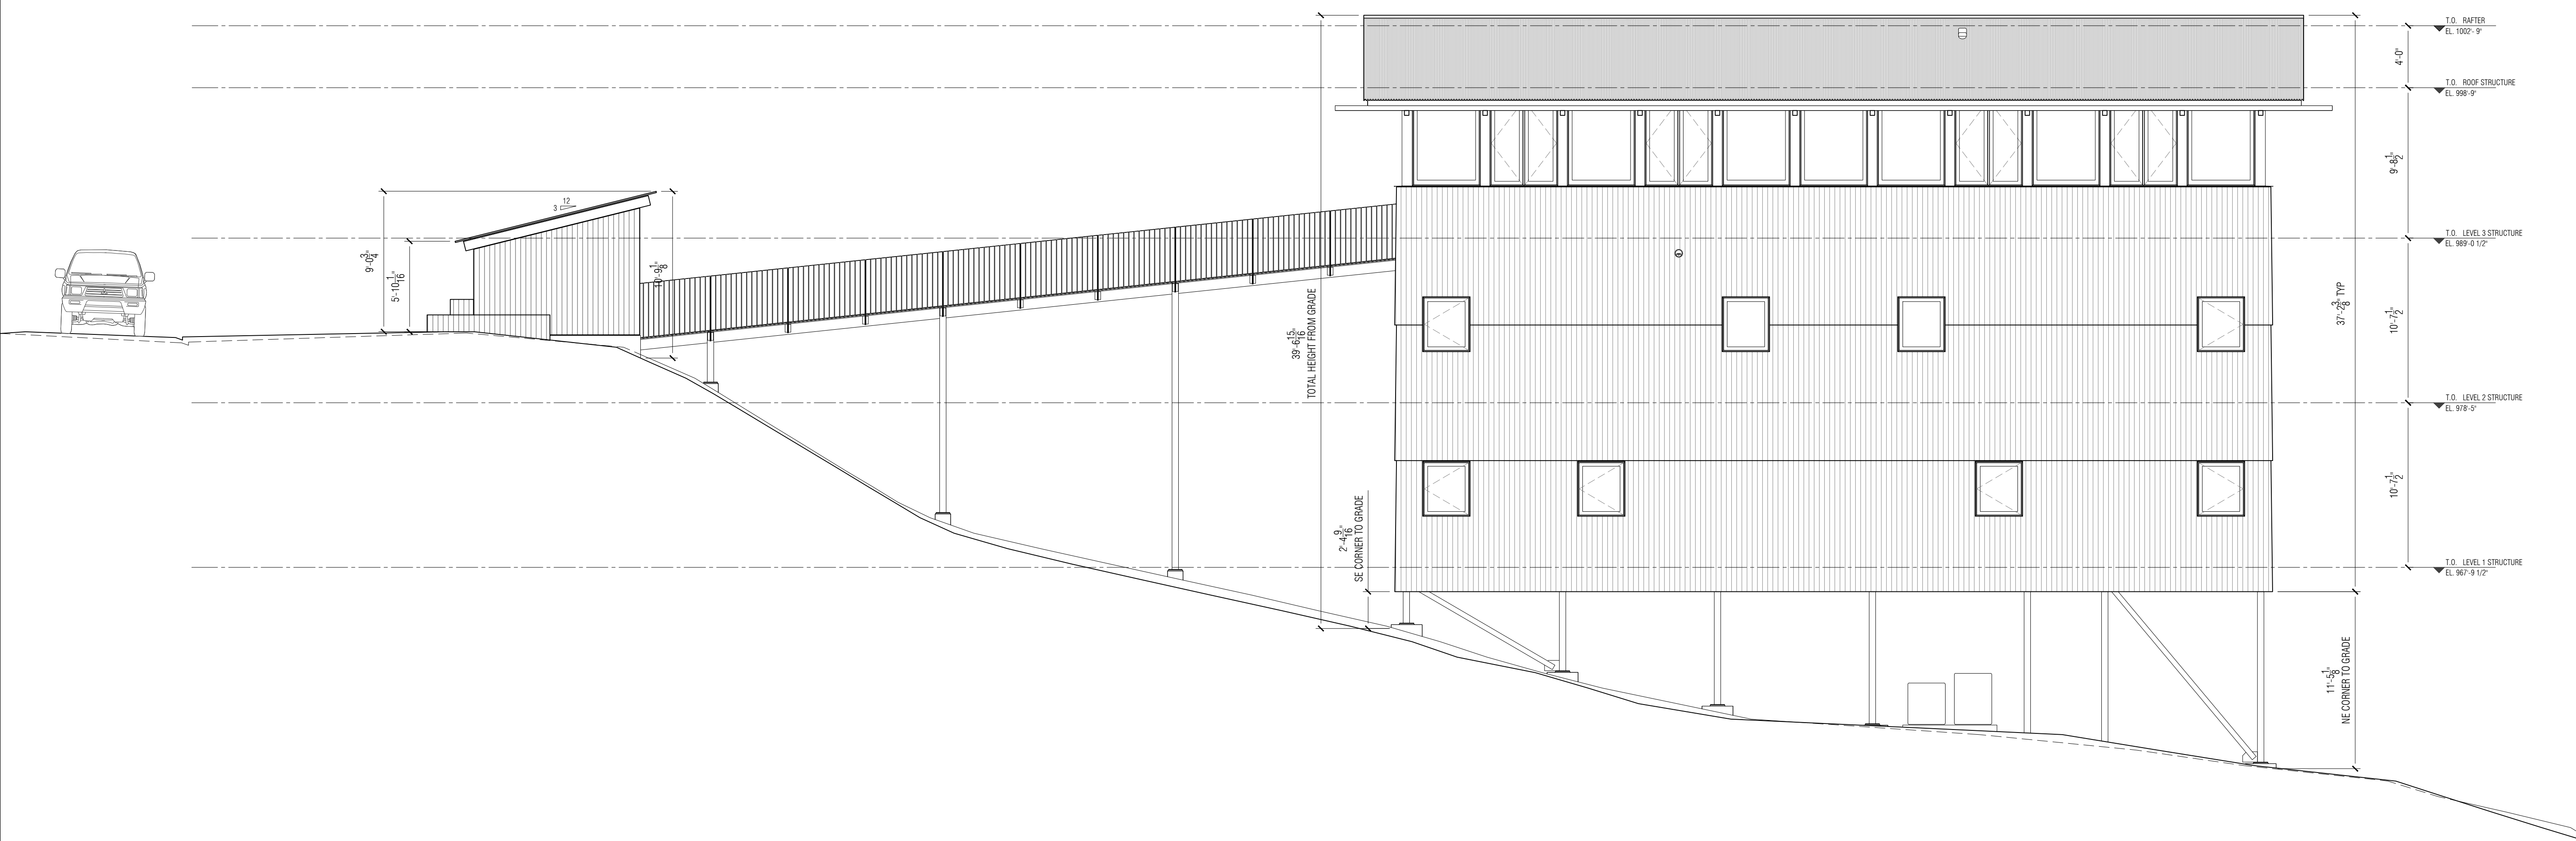 T.O. RAFTER
EL. 1002'- 9"
4'-0"
T.O. ROOF STRUCTURE
EL. 998'-9"
9'-8 1/2"
T.O. LEVEL 3 STRUCTURE
EL. 989'-0 1/2"
10'-7 1/2"
T.O. LEVEL 2 STRUCTURE
EL. 978'-5"
10'-7 1/2"
T.O. LEVEL 1 STRUCTURE
EL. 967'-9 1/2"
12
3
9'-0 3/4"
5'-10 1/16"
10'-9 1/8"
39'-6 15/16"
TOTAL HEIGHT FROM GRADE
2'-4 9/16"
SE CORNER TO GRADE
37'-2 3/8" TYP
11'-5 1/8"
NE CORNER TO GRADE